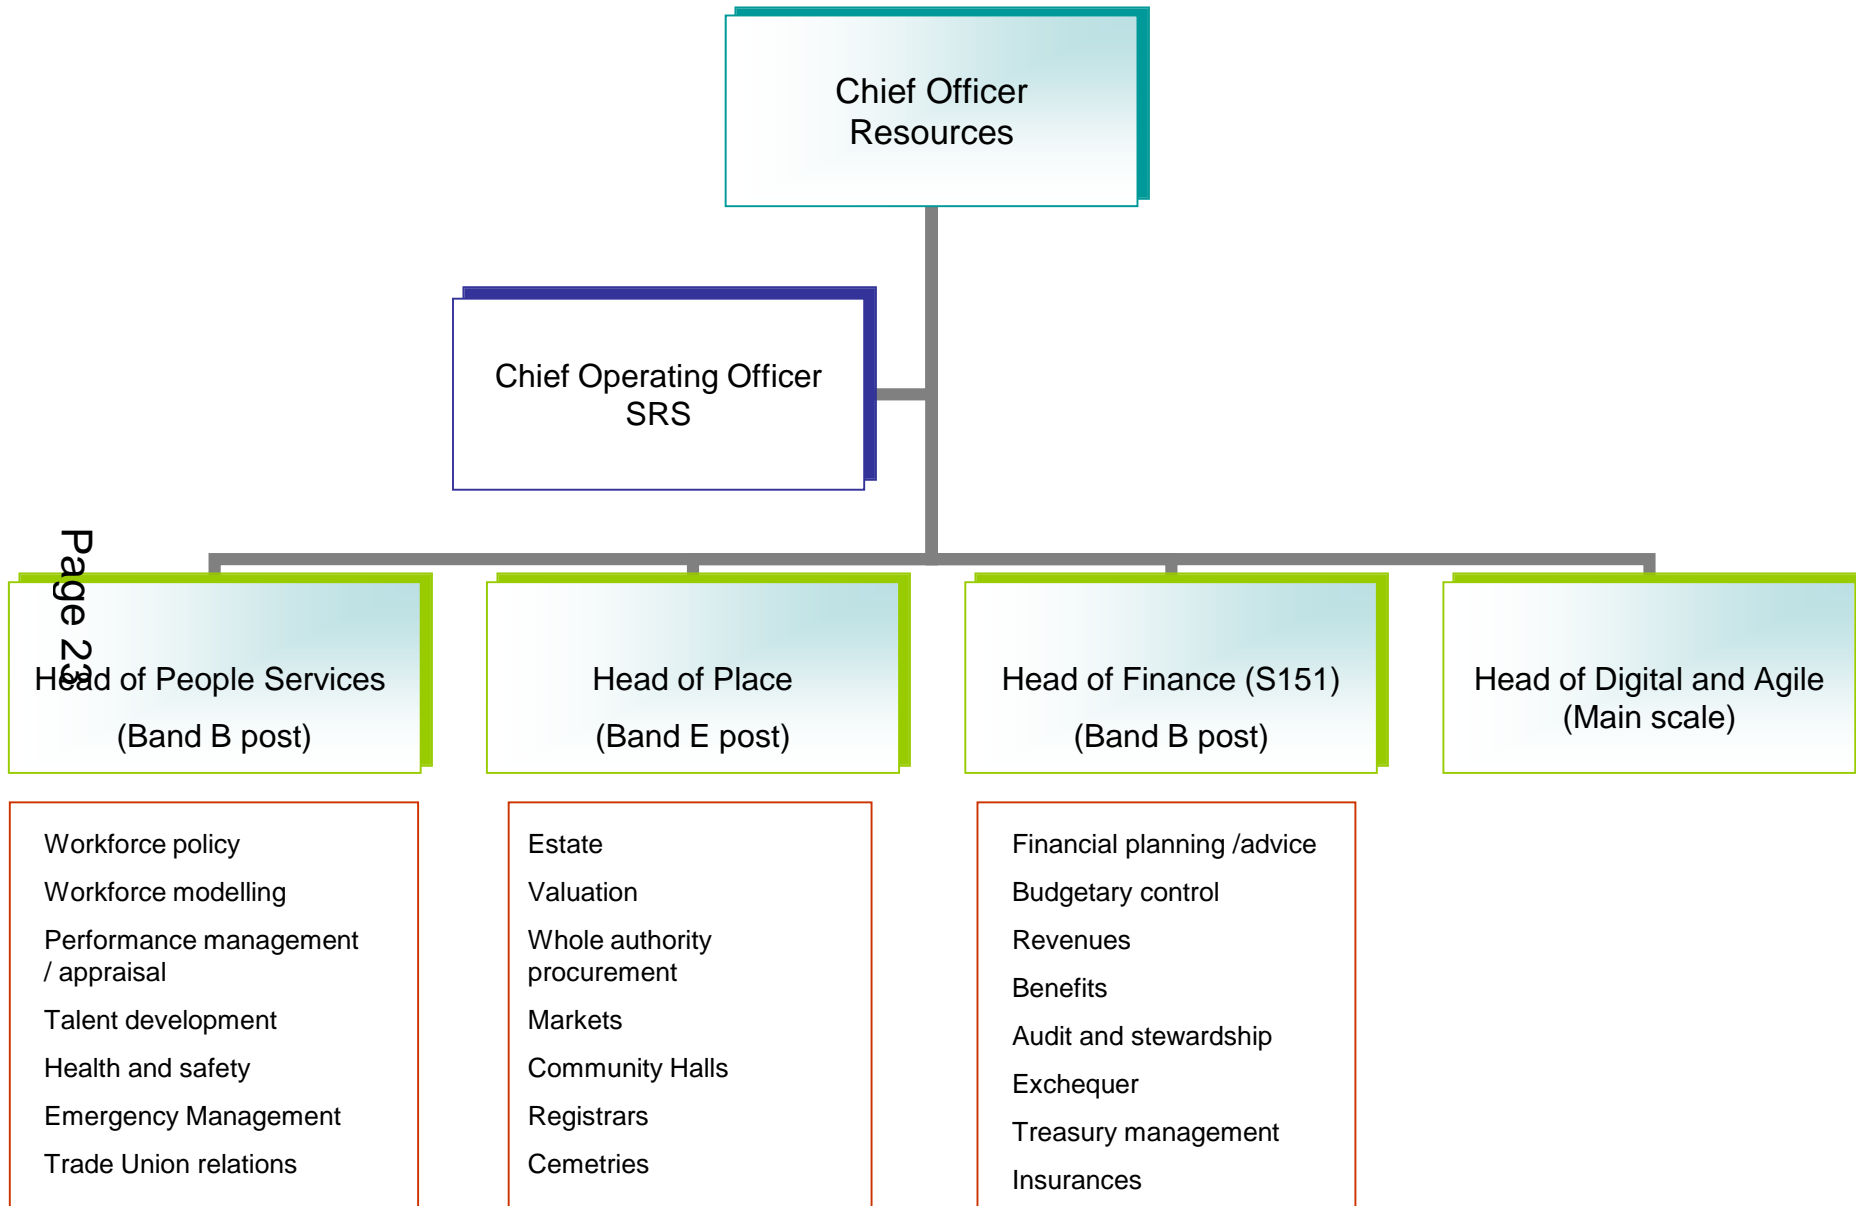 Chief Officer
Resources
Chief Operating Officer
SRS
Page 23
Head of People Services
(Band B post)
Head of Place
(Band E post)
Head of Finance (S151)
(Band B post)
Head of Digital and Agile
(Main scale)
Workforce policy
Workforce modelling
Performance management
/ appraisal
Talent development
Health and safety
Emergency Management
Trade Union relations
Estate
Valuation
Whole authority
procurement
Markets
Community Halls
Registrars
Cemetries
Financial planning /advice
Budgetary control
Revenues
Benefits
Audit and stewardship
Exchequer
Treasury management
Insurances